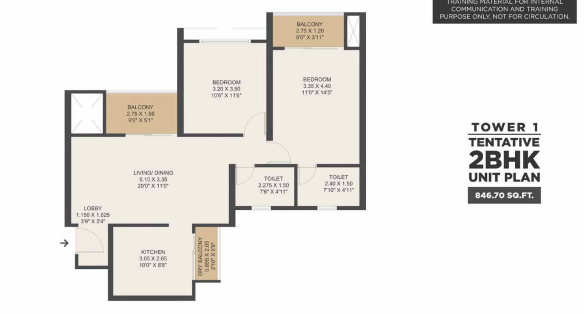 TRAINING MATERIAL FOR INTERNAL
COMMUNICATION AND TRAINING
PURPOSE ONLY, NOT FOR CIRCULATION.
BALCONY
2.75 X 1.20
9'0" X 3'11"
BEDROOM
3.20 X 3.50
10'6" X 11'6"
BEDROOM
3.35 X 4.40
11'0" X 14'5"
BALCONY
2.75 X 1.55
9'0" X 5'1"
LIVING/ DINING
6.10 X 3.35
20'0" X 11'0"
TOILET
2.275 X 1.50
7'6" X 4'11"
TOILET
2.40 X 1.50
7'10" X 4'11"
LOBBY
1.150 X 1.625
3'9" X 5'4"
KITCHEN
3.05 X 2.65
10'0" X 8'8"
DRY BALCONY
0.865 X 2.05
2'10" X 6'9"
TOWER 1
TENTATIVE
2BHK
UNIT PLAN
846.70 SQ.FT.